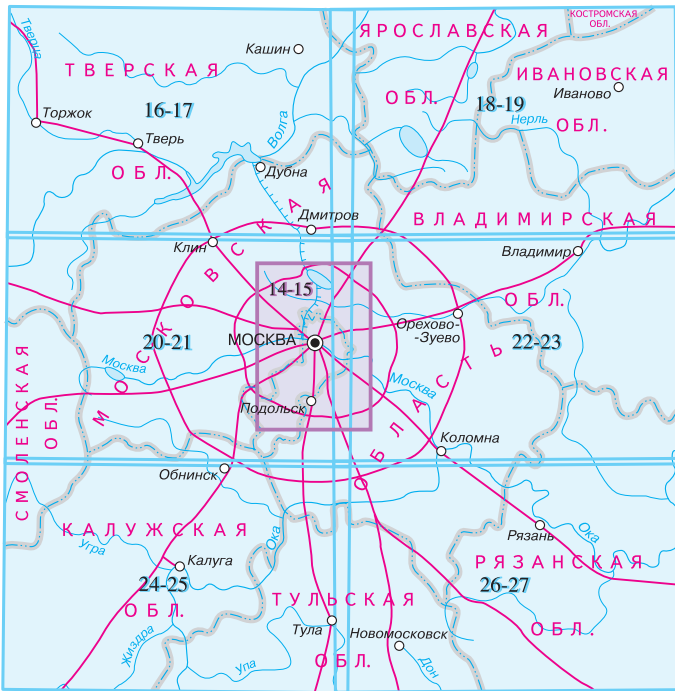 КОСТРОМСКАЯ
ОБЛ.
ЯРОСЛАВСКАЯ
ОБЛ.
Тверца
Кашин
ТВЕРСКАЯ
ОБЛ.
ИВАНОВСКАЯ
ОБЛ.
Иваново
16-17
18-19
Торжок
Тверь
Волга
Нерль
Дубна
Дмитров
ВЛАДИМИРСКАЯ
ОБЛ.
Клин
Владимир
МОСКОВСКАЯ
ОБЛАСТЬ
14-15
Орехово-
-Зуево
20-21
МОСКВА
22-23
Москва
Москва
СМОЛЕНСКАЯ
ОБЛ.
Подольск
Коломна
Обнинск
КАЛУЖСКАЯ
ОБЛ.
Угра
Ока
Рязань
Ока
Калуга
РЯЗАНСКАЯ
ОБЛ.
24-25
26-27
ТУЛЬСКАЯ
ОБЛ.
Жиздра
Тула
Новомосковск
Упа
Дон